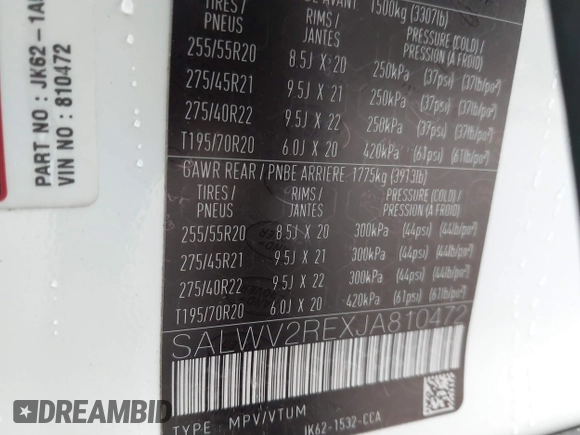 PART NO : JK62-1A
VIN NO : 810472
AVANT 1500kg (3307lb)
TIRES / PNEUS RIMS / JANTES PRESSURE (COLD) / PRESSION (A FROID)
255/55R20 8.5J X 20 250kPa (37psi) (37lb/po²)
275/45R21 9.5J X 21 250kPa (37psi) (37lb/po²)
275/40R22 9.5J X 22 250kPa (37psi) (37lb/po²)
T195/70R20 6.0J X 20 420kPa (61psi) (61lb/po²)
GAWR REAR / PNBE ARRIERE 1775kg (3913lb)
TIRES / PNEUS RIMS / JANTES PRESSURE (COLD) / PRESSION (A FROID)
255/55R20 8.5J X 20 300kPa (44psi) (44lb/po²)
275/45R21 9.5J X 21 300kPa (44psi) (44lb/po²)
275/40R22 9.5J X 22 300kPa (44psi) (44lb/po²)
T195/70R20 6.0J X 20 420kPa (61psi) (61lb/po²)
SALWV2REXJA810472
TYPE: MPV/VTUM
JK62-1532-CCA
autobidmaster